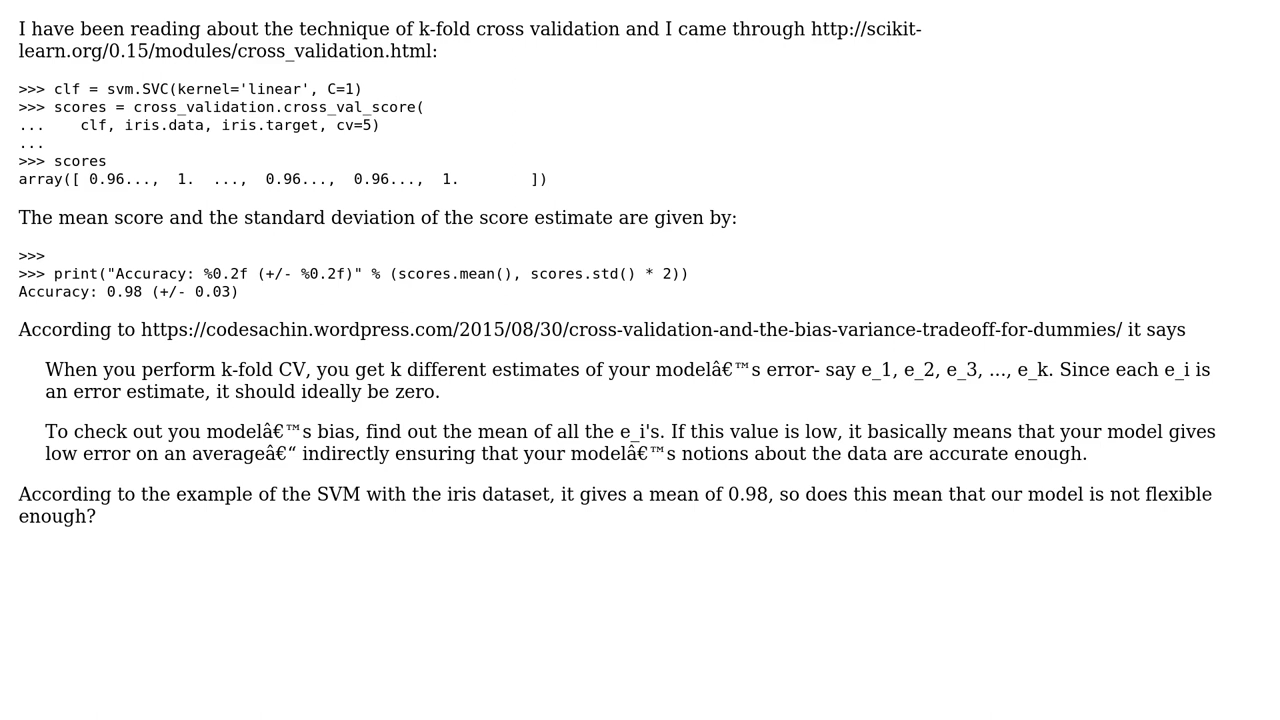 I have been reading about the technique of k-fold cross validation and I came through http://scikit-
learn.org/0.15/modules/cross_validation.html:
>>> clf = svm.SVC(kernel='linear', C=1)
>>> scores = cross_validation.cross_val_score(
...    clf, iris.data, iris.target, cv=5)
...
>>> scores
array([ 0.96...,  1.  ...,  0.96...,  0.96...,  1.        ])
The mean score and the standard deviation of the score estimate are given by:
>>>
>>> print("Accuracy: %0.2f (+/- %0.2f)" % (scores.mean(), scores.std() * 2))
Accuracy: 0.98 (+/- 0.03)
According to https://codesachin.wordpress.com/2015/08/30/cross-validation-and-the-bias-variance-tradeoff-for-dummies/ it says
When you perform k-fold CV, you get k different estimates of your modelâ€™s error- say e_1, e_2, e_3, ..., e_k. Since each e_i is
an error estimate, it should ideally be zero.
To check out you modelâ€™s bias, find out the mean of all the e_i's. If this value is low, it basically means that your model gives
low error on an averageâ€“ indirectly ensuring that your modelâ€™s notions about the data are accurate enough.
According to the example of the SVM with the iris dataset, it gives a mean of 0.98, so does this mean that our model is not flexible
enough?